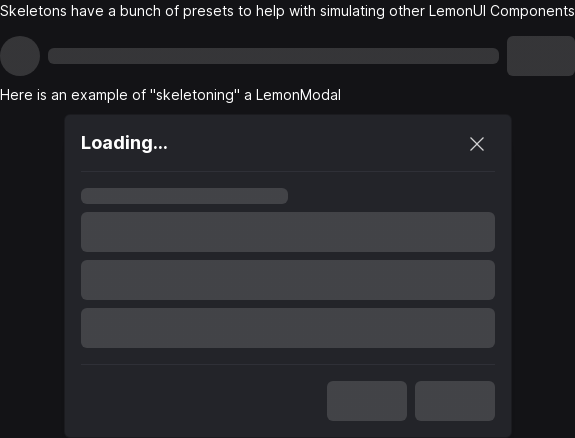 Skeletons have a bunch of presets to help with simulating other LemonUI Components
Here is an example of "skeletoning" a LemonModal
Loading...